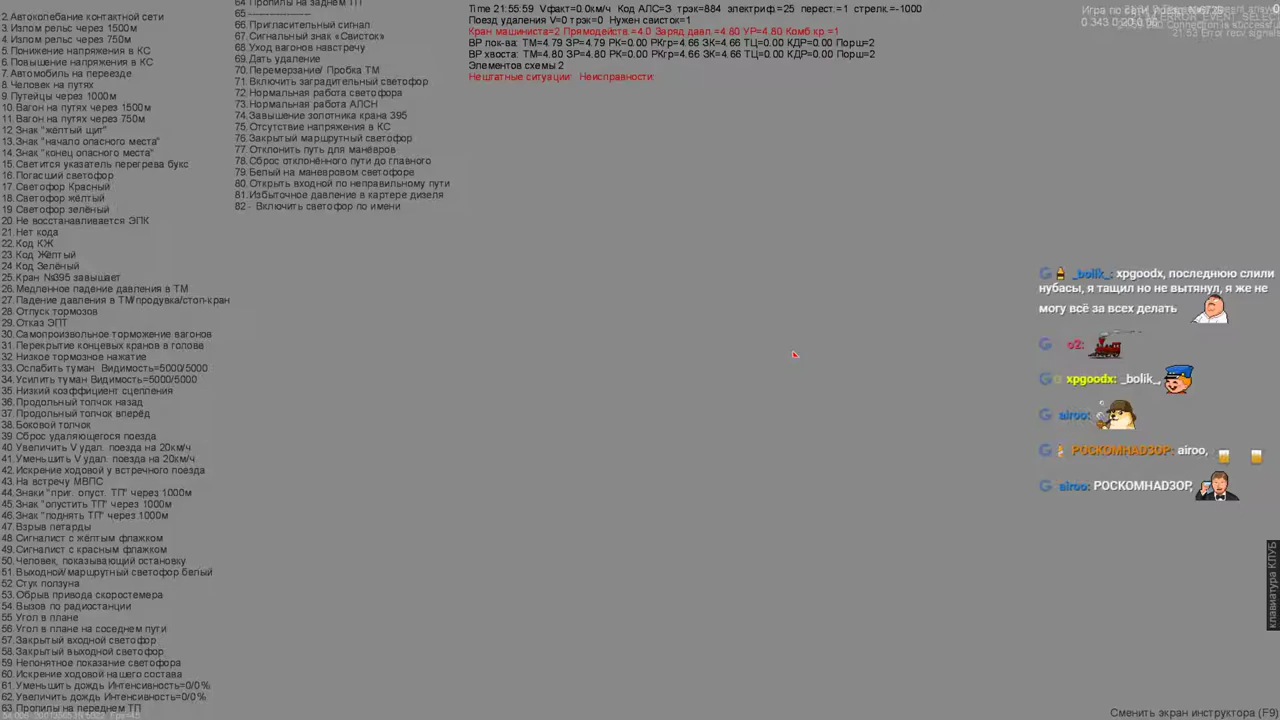 2.Автоколебание контактной сети
3. Излом рельс через 1500м
4. Излом рельс через 750м
5. Понижение напряжения в КС
6. Повышение напряжения в КС
7. Автомобиль на переезде
8. Человек на путях
9. Путейцы через 1000м
10. Вагон на путях через 1500м
11. Вагон на путях через 750м
12. Знак "жёлтый щит"
13. Знак "начало опасного места"
14. Знак "конец опасного места"
15. Светится указатель перегрева букс
16. Погасший светофор
17. Светофор Красный
18. Светофор жёлтый
19. Светофор зелёный
20. Не восстанавливается ЭПК
21. Нет кода
22. Код КЖ
23. Код Жёлтый
24. Код Зелёный
25. Кран №395 завышает
26. Медленное падение давления в ТМ
27. Падение давления в ТМ/продувка/стоп-кран
28. Отпуск тормозов
29. Отказ ЭПТ
30. Самопроизвольное торможение вагонов
31. Перекрытие концевых кранов в голове
32. Низкое тормозное нажатие
33. Ослабить туман Видимость=5000/5000
34. Усилить туман Видимость=5000/5000
35. Низкий коэффициент сцепления
36. Продольный толчок назад
37. Продольный толчок вперёд
38. Боковой толчок
39. Сброс удаляющегося поезда
40. Увеличить V удал. поезда на 20км/ч
41. Уменьшить V удал. поезда на 20км/ч
42. Искрение ходовой у встречного поезда
43. На встречу МВПС
44. Знаки "приг. опуст. ТП" через 1000м
45. Знак "опустить ТП" через 1000м
46. Знак "поднять ТП" через 1000м
47. Взрыв петарды
48. Сигналист с жёлтым флажком
49. Сигналист с красным флажком
50. Человек, показывающий остановку
51. Выходной/маршрутный светофор белый
52. Стук ползуна
53. Обрыв привода скоростемера
54. Вызов по радиостанции
55. Угол в плане
56. Угол в плане на соседнем пути
57. Закрытый входной светофор
58. Закрытый выходной светофор
59. Непонятное показание светофора
60. Искрение ходовой нашего состава
61. Уменьшить дождь Интенсивность=0/0%
62. Увеличить дождь Интенсивность=0/0%
63. Пропилы на переднем ТП
64. Пропилы на заднем ТП
65 --------------------
66. Пригласительный сигнал
67. Сигнальный знак «Свисток»
68. Уход вагонов навстречу
69. Дать удаление
70. Перемерзание/ Пробка ТМ
71. Включить заградительный светофор
72. Нормальная работа светофора
73. Нормальная работа АЛСН
74. Завышение золотника крана 395
75. Отсутствие напряжения в КС
76. Закрытый маршрутный светофор
77. Отклонить путь для манёвров
78. Сброс отклонённого пути до главного
79. Белый на маневровом светофоре
80. Открыть входной по неправильному пути
81. Избыточное давление в картере дизеля
82 - Включить светофор по имени
Time 21:55:59 Vфакт=0.0км/ч Код АЛС=З трэк=884 электриф.=25 перест.=1 стрелк.=-1000
Поезд удаления V=0 трэк=0 Нужен свисток=1
Кран машиниста=2 Прямодейств.=4.0 Заряд.давл.=4.80 УР=4.80 Комб.кр.=1
ВР лок-ва: ТМ=4.79 ЗР=4.79 РК=0.00 РКгр=4.66 ЗК=4.66 ТЦ=0.00 КДР=0.00 Порш=2
ВР хвоста: ТМ=4.80 ЗР=4.80 РК=0.00 РКгр=4.66 ЗК=4.66 ТЦ=0.00 КДР=0.00 Порш=2
Элементов схемы 2
Нештатные ситуации: Неисправности:
_bolik_: xpgoodx, последнюю слили
нубасы, я тащил но не вытянул, я же не
могу всё за всех делать
o2:
xpgoodx: _bolik_,
airoo:
РОСКОМНАДЗОР: airoo,
airoo: РОСКОМНАДЗОР,
клавиатура КЛУБ
Сменить экран инструктора (F9)